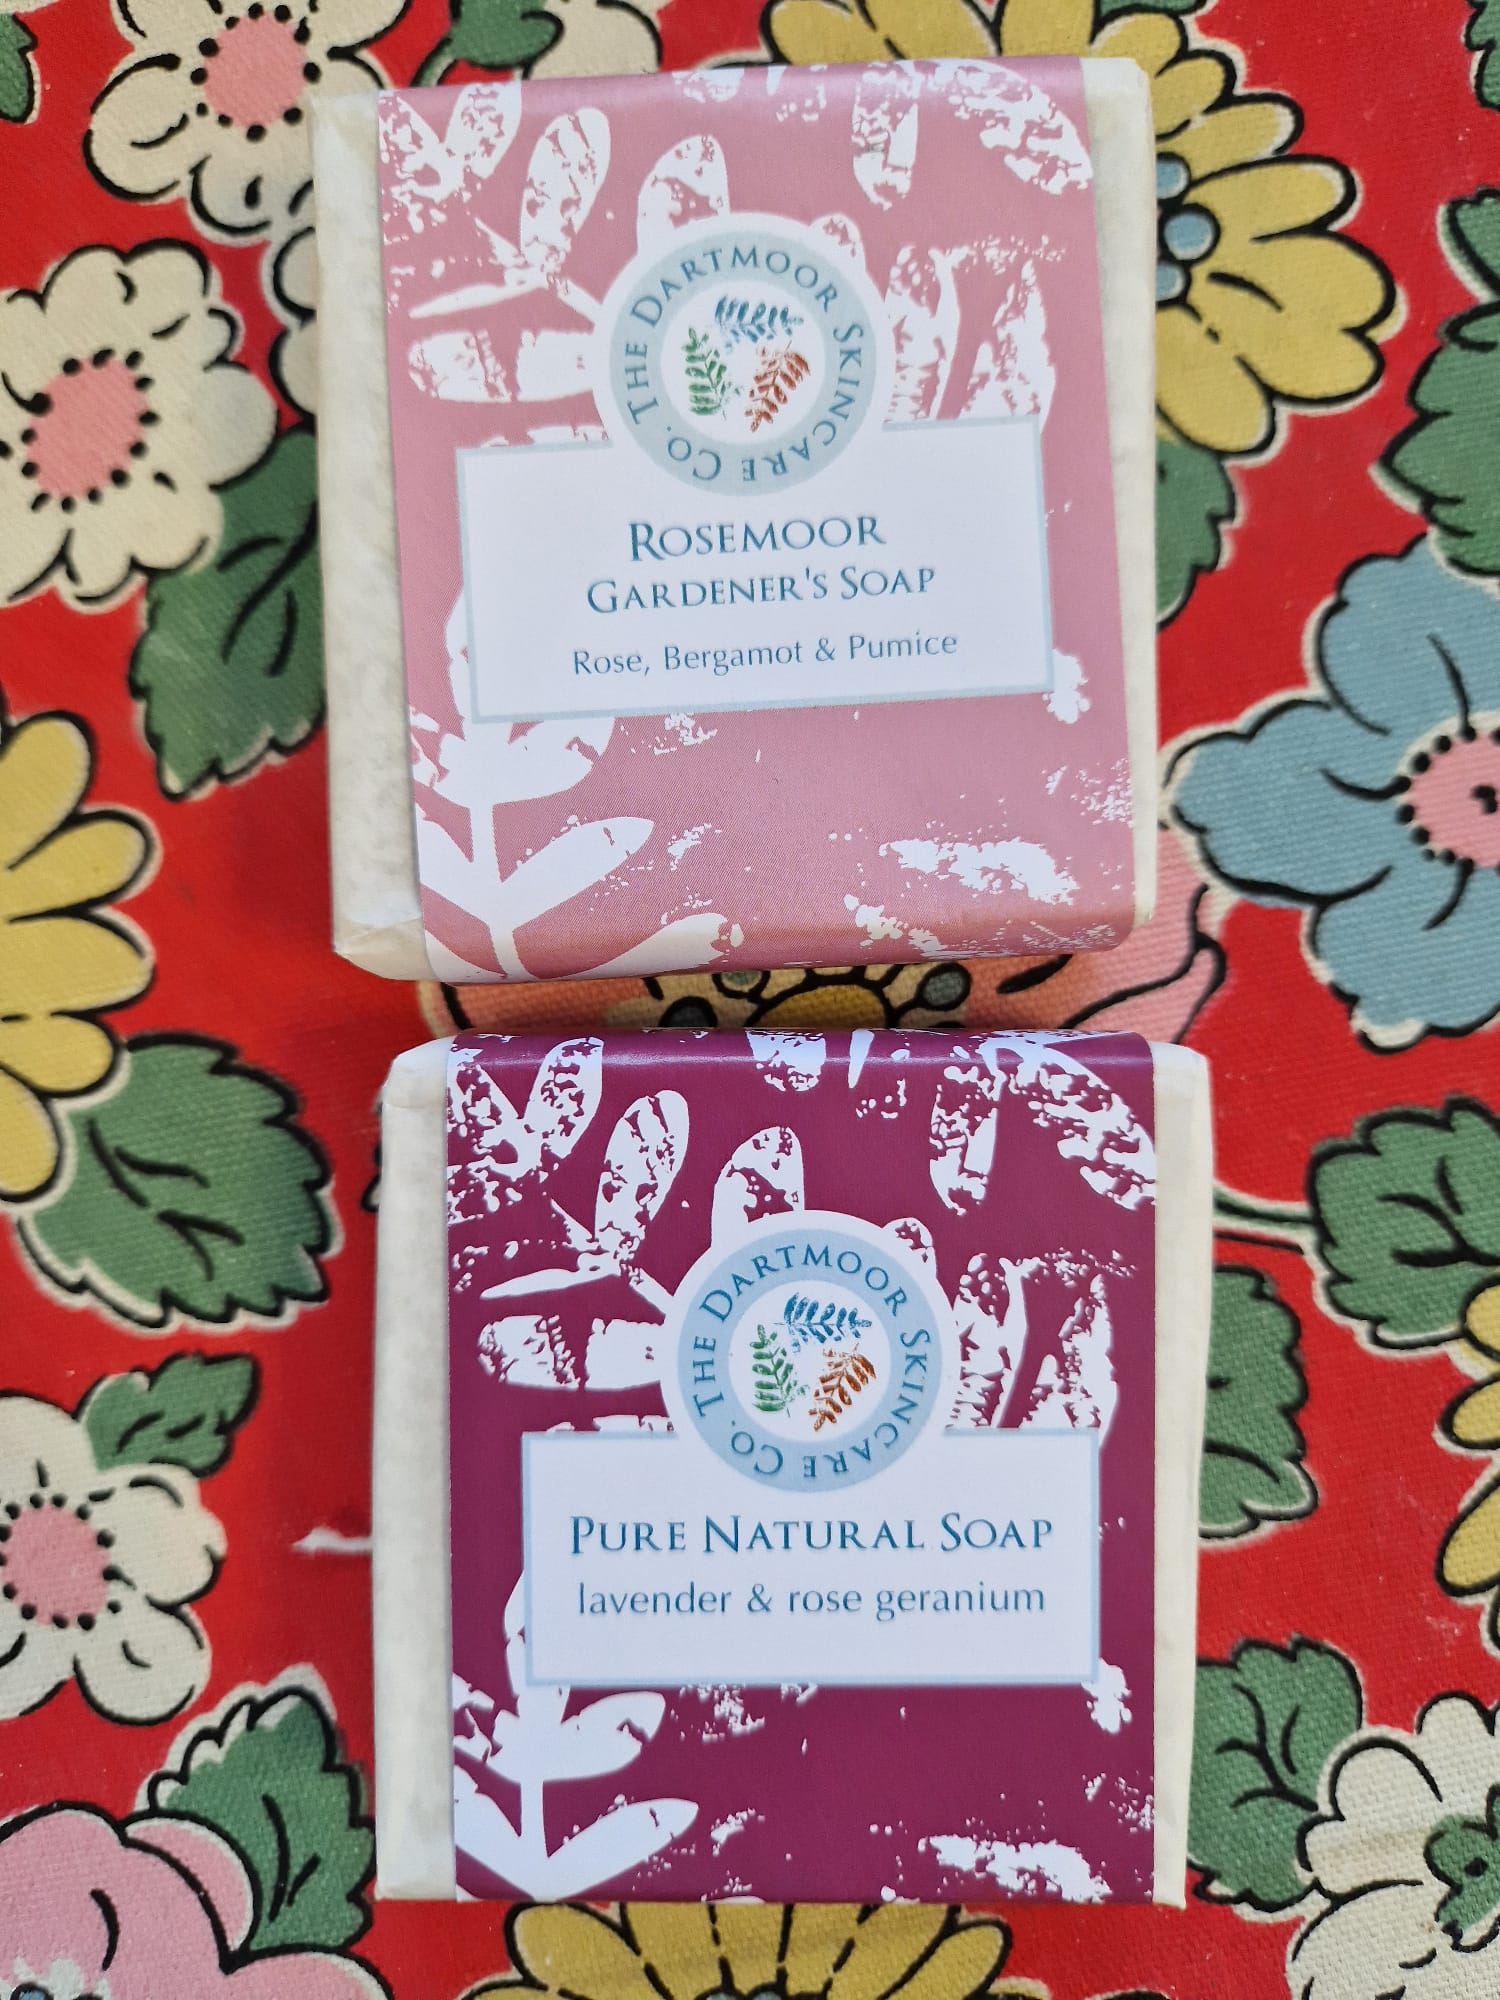 THE DARTMOOR SKINCARE CO.
ROSEMOOR
GARDENER'S SOAP
Rose, Bergamot & Pumice
THE DARTMOOR SKINCARE CO.
PURE NATURAL SOAP
lavender & rose geranium